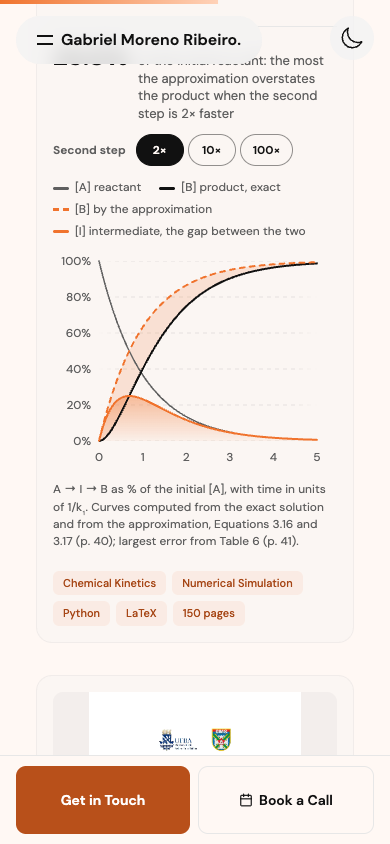 Gabriel Moreno Ribeiro.
of the initial reactant: the most
the approximation overstates
the product when the second
step is 2× faster
Second step 2× 10× 100×
[A] reactant [B] product, exact
[B] by the approximation
[I] intermediate, the gap between the two
100%
80%
60%
40%
20%
0%
0 1 2 3 4 5
A → I → B as % of the initial [A], with time in units
of 1/k₁. Curves computed from the exact solution
and from the approximation, Equations 3.16 and
3.17 (p. 40); largest error from Table 6 (p. 41).
Chemical Kinetics Numerical Simulation
Python LaTeX 150 pages
UFBA
Get in Touch Book a Call